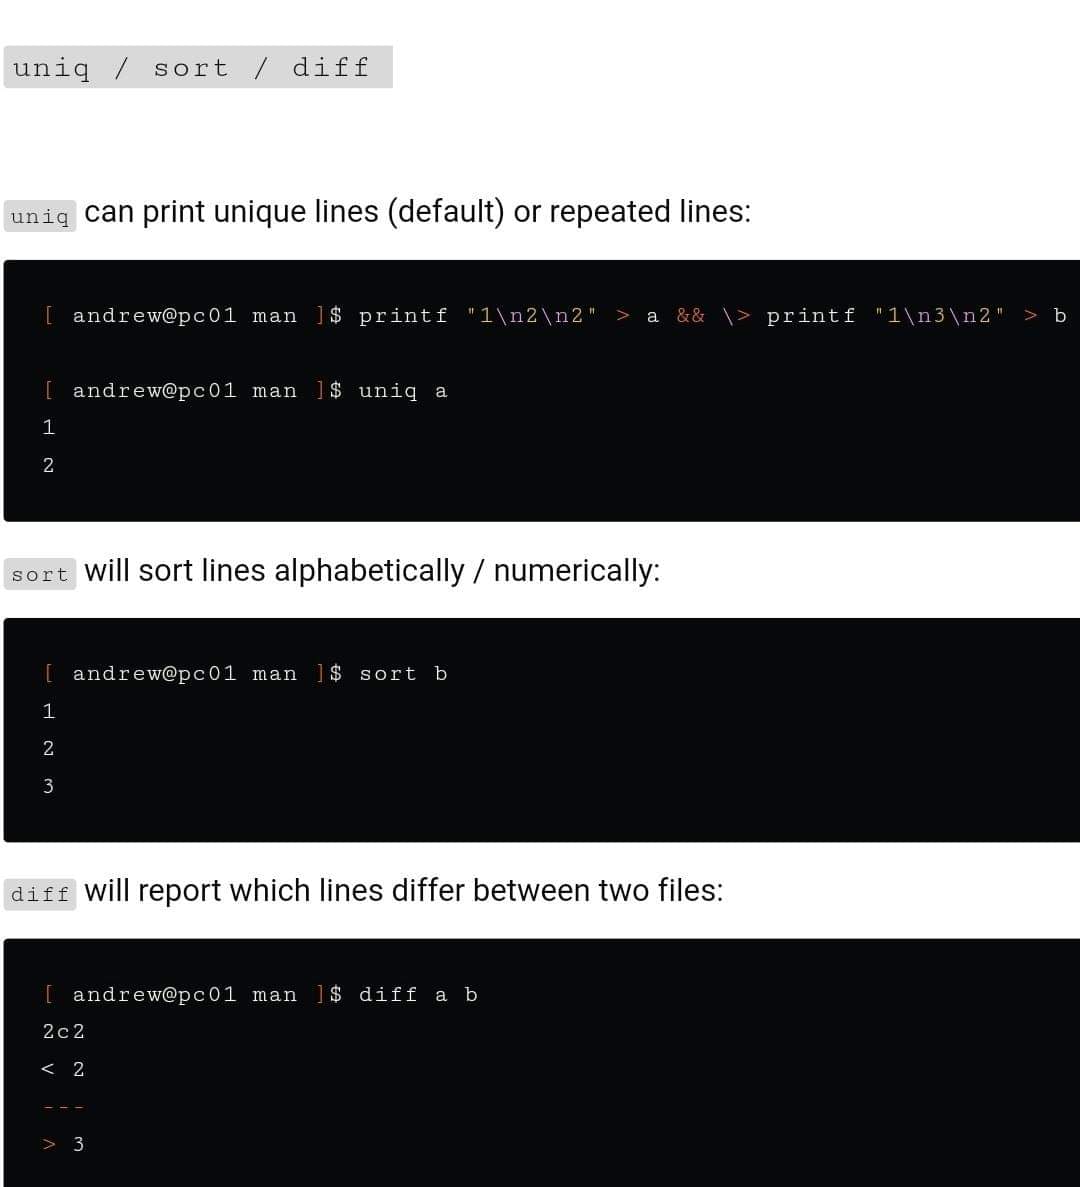 uniq / sort / diff
uniq can print unique lines (default) or repeated lines:
[ andrew@pc01 man ]$ printf "1\n2\n2" > a && \> printf "1\n3\n2" > b
[ andrew@pc01 man ]$ uniq a
1
2
sort will sort lines alphabetically / numerically:
[ andrew@pc01 man ]$ sort b
1
2
3
diff will report which lines differ between two files:
[ andrew@pc01 man ]$ diff a b
2c2
< 2
---
> 3